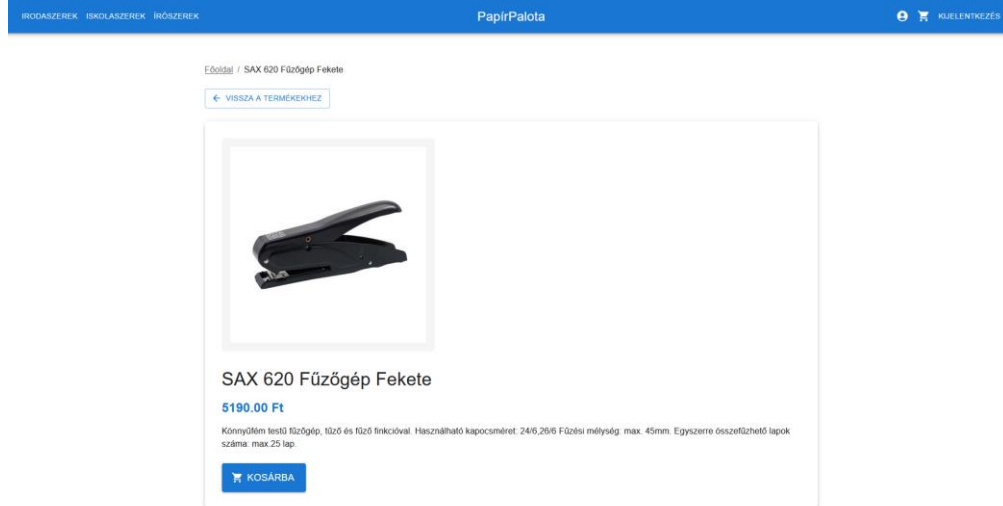 IRODASZEREK ISKOLASZEREK ÍRÓSZEREK PapírPalota KIJELENTKEZÉS
Főoldal / SAX 620 Fűzőgép Fekete
← VISSZA A TERMÉKEKHEZ
SAX 620 Fűzőgép Fekete
5190.00 Ft
Könnyűfém testű fűzőgép, tűző és fűző finkcióval. Használható kapocsméret: 24/6,26/6 Fűzési mélység: max. 45mm. Egyszerre összefűzhető lapok
száma: max.25 lap.
KOSÁRBA